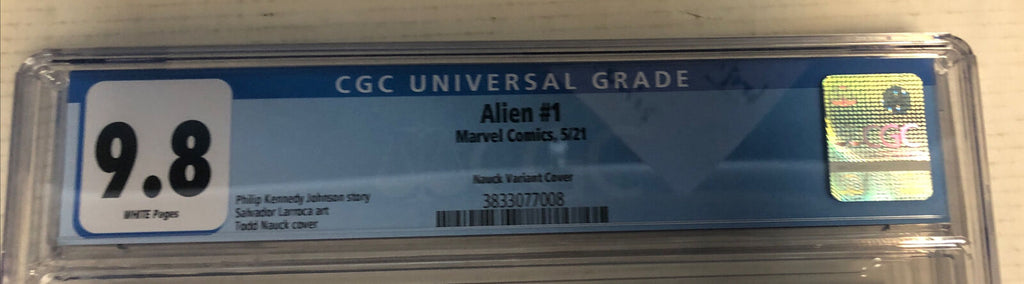 CGC UNIVERSAL GRADE
9.8
WHITE Pages
Alien #1
Marvel Comics, 5/21
Nauck Variant Cover
3833077008
Philip Kennedy Johnson story
Salvador Larroca art
Todd Nauck cover
CGC